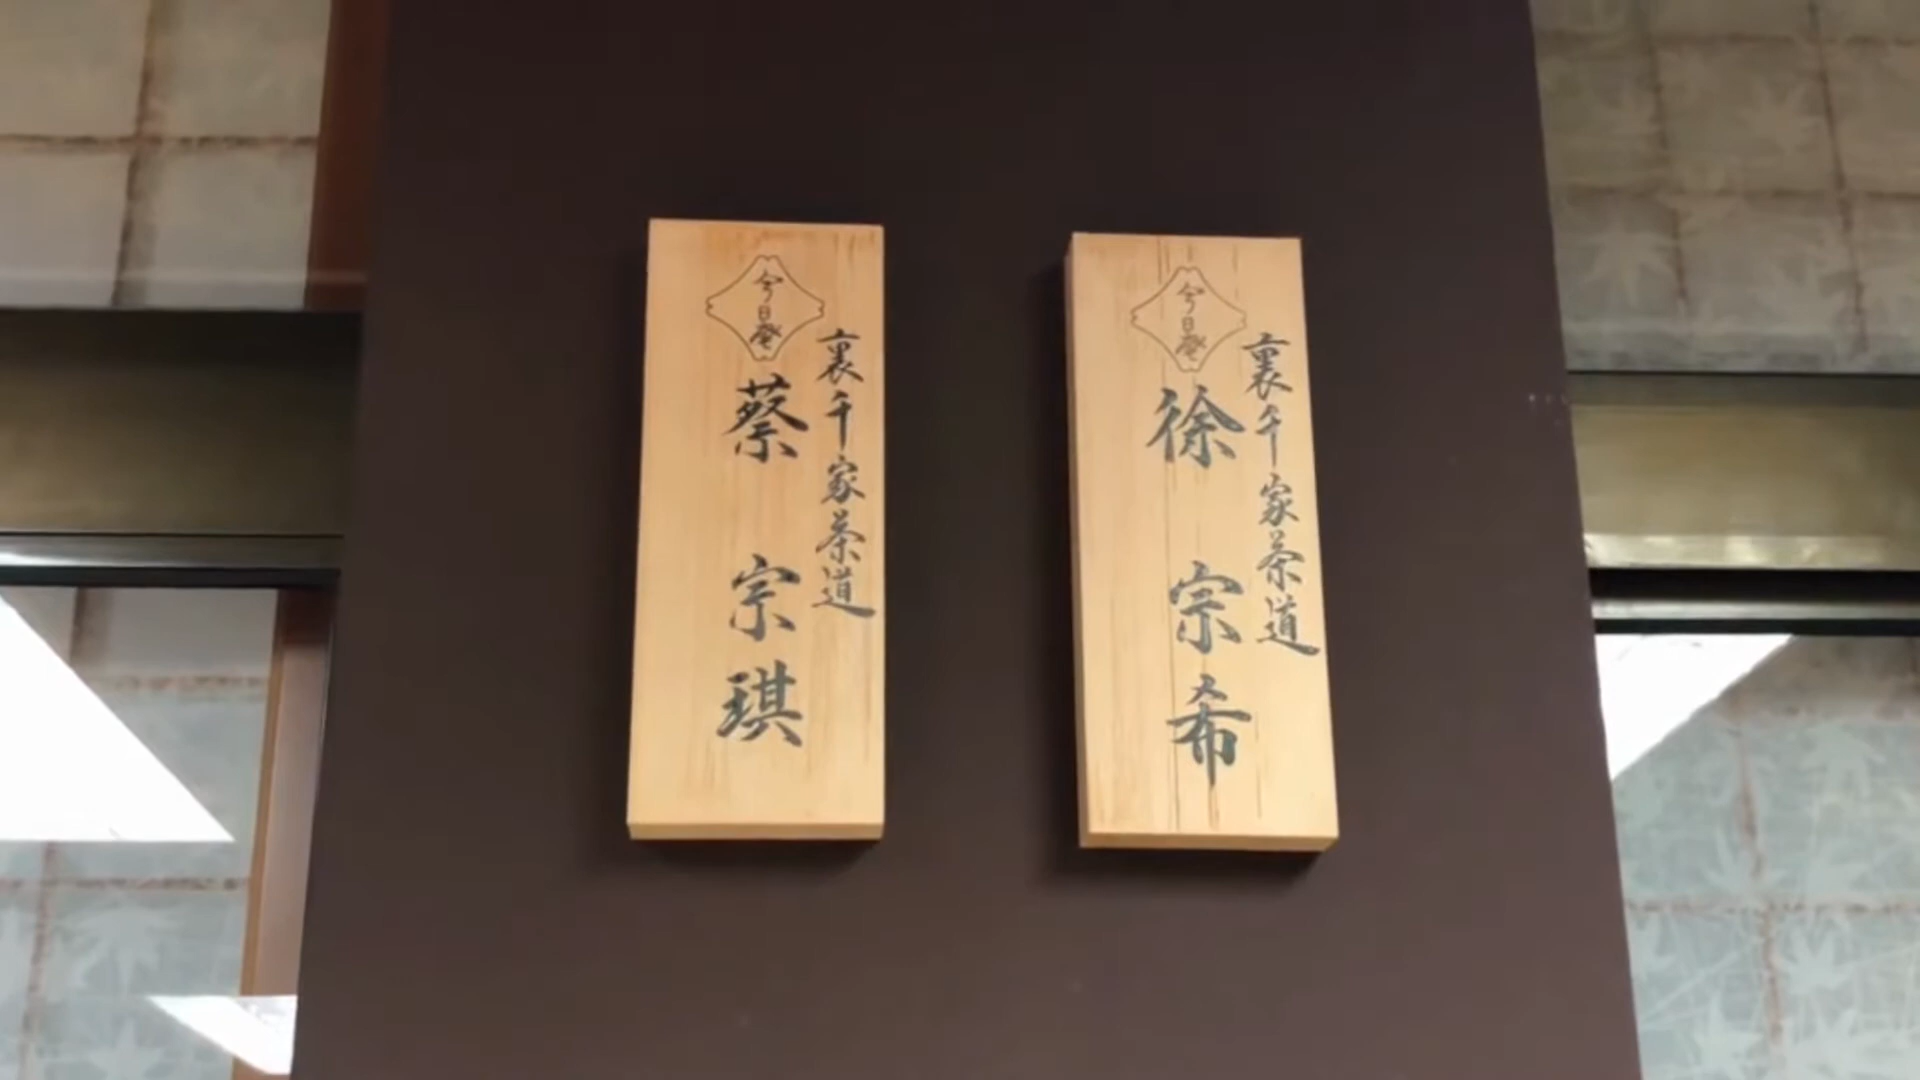 今日庵
裏千家茶道
蔡 宗琪
今日庵
裏千家茶道
徐 宗希